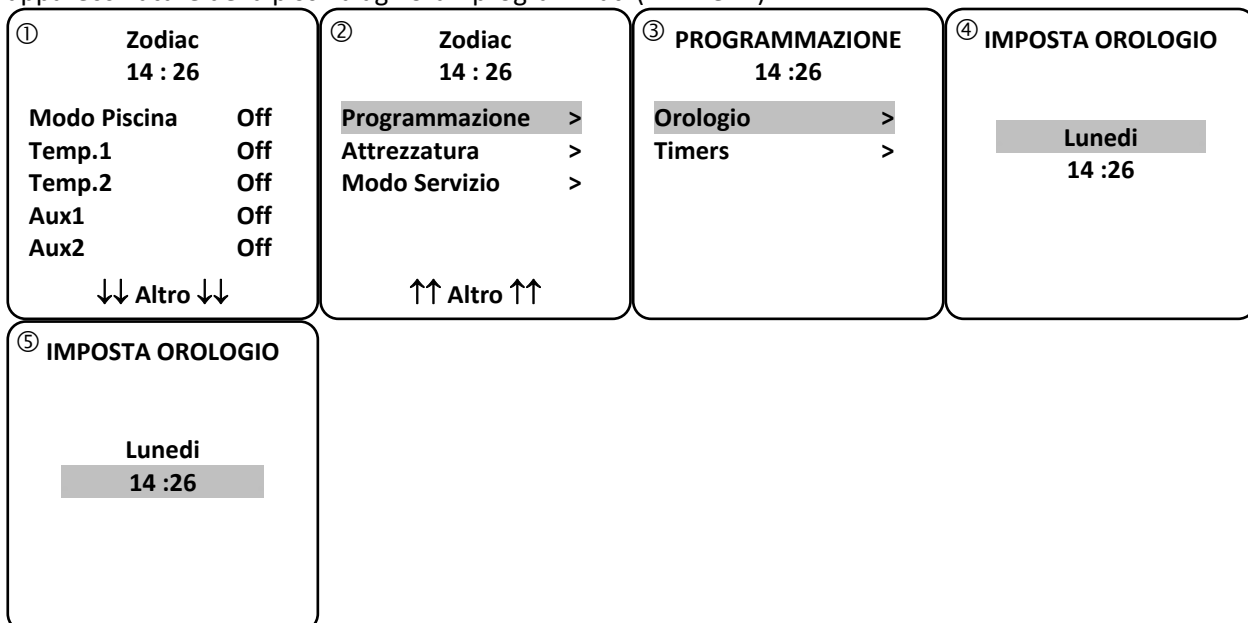 ① Zodiac
14 : 26
Modo Piscina Off
Temp.1 Off
Temp.2 Off
Aux1 Off
Aux2 Off
↓↓ Altro ↓↓
② Zodiac
14 : 26
Programmazione >
Attrezzatura >
Modo Servizio >
↑↑ Altro ↑↑
③ PROGRAMMAZIONE
14 :26
Orologio >
Timers >
④ IMPOSTA OROLOGIO
Lunedi
14 :26
⑤ IMPOSTA OROLOGIO
Lunedi
14 :26